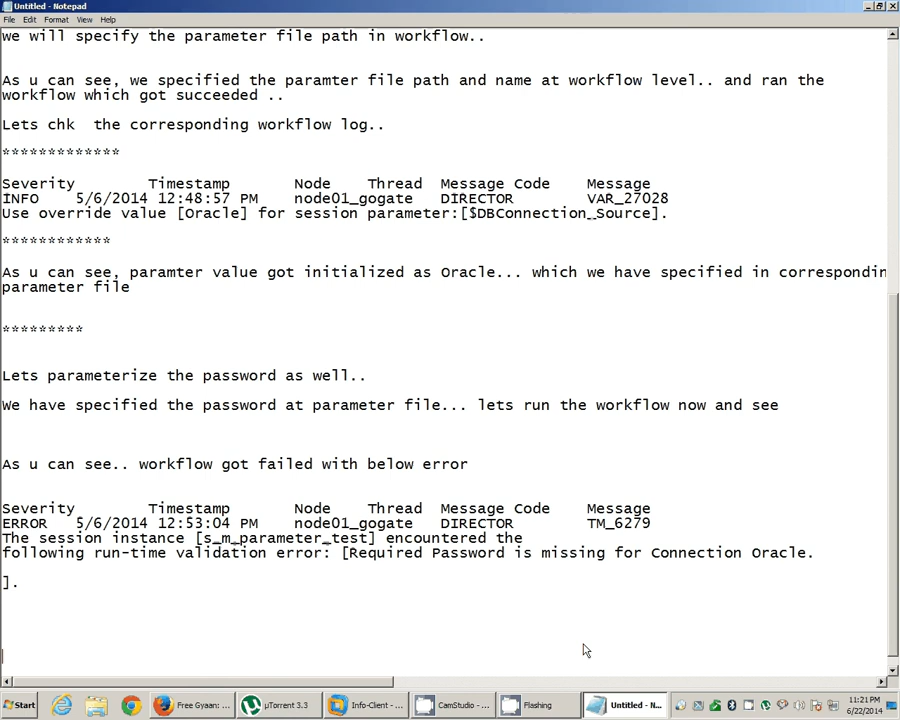 Untitled - Notepad
File Edit Format View Help
we will specify the parameter file path in workflow..
As u can see, we specified the paramter file path and name at workflow level.. and ran the
workflow which got succeeded ..
Lets chk  the corresponding workflow log..
*************
Severity Timestamp Node Thread Message Code Message
INFO 5/6/2014 12:48:57 PM node01_gogate DIRECTOR VAR_27028
Use override value [Oracle] for session parameter:[$DBConnection_Source].
************
As u can see, paramter value got initialized as Oracle... which we have specified in correspondin
parameter file
*********
Lets parameterize the password as well..
We have specified the password at parameter file... lets run the workflow now and see
As u can see.. workflow got failed with below error
Severity Timestamp Node Thread Message Code Message
ERROR 5/6/2014 12:53:04 PM node01_gogate DIRECTOR TM_6279
The session instance [s_m_parameter_test] encountered the
following run-time validation error: [Required Password is missing for Connection Oracle.
].
Start Free Gyaan: ... µTorrent 3.3 Info-Client - ... CamStudio - ... Flashing Untitled - N... 11:21 PM
6/22/2014